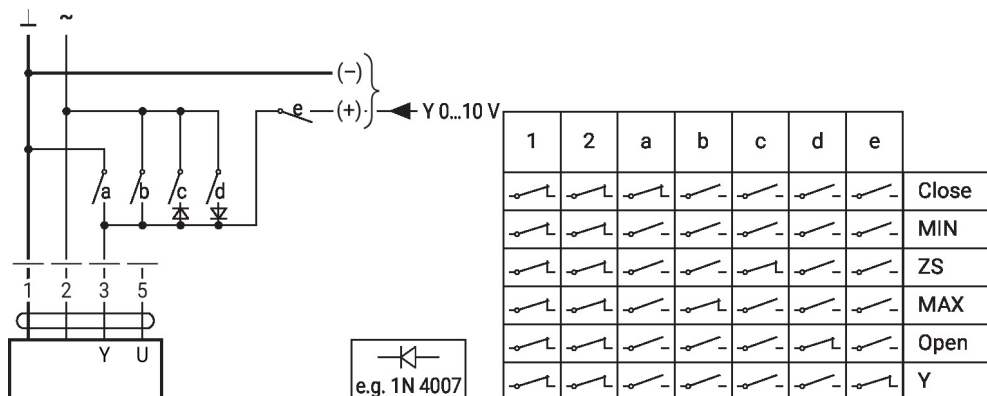 ⊥ ~
(−)
e (+) Y 0...10 V
a b c d
1 2 3 5
Y U
e.g. 1N 4007
1 2 a b c d e
Close
MIN
ZS
MAX
Open
Y